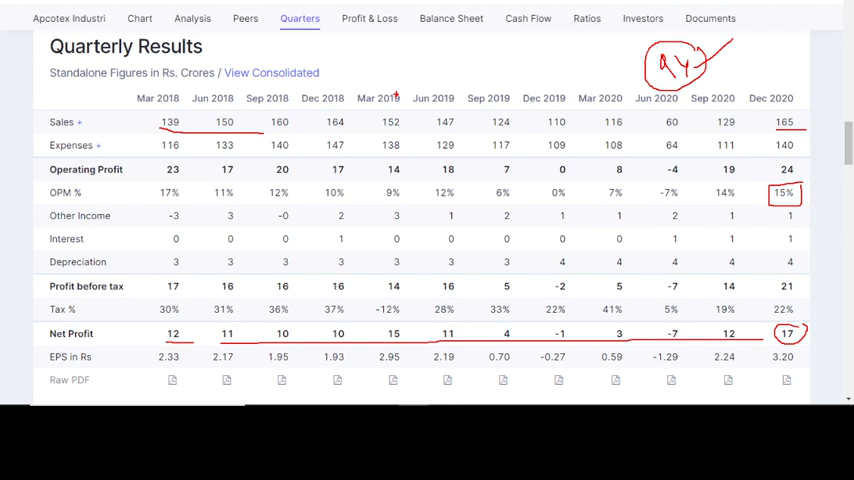 Apcotex Industri Chart Analysis Peers Quarters Profit & Loss Balance Sheet Cash Flow Ratios Investors Documents
Quarterly Results
Standalone Figures in Rs. Crores / View Consolidated
Mar 2018 Jun 2018 Sep 2018 Dec 2018 Mar 2019 Jun 2019 Sep 2019 Dec 2019 Mar 2020 Jun 2020 Sep 2020 Dec 2020
Sales + 139 150 160 164 152 147 124 110 116 60 129 165
Expenses + 116 133 140 147 138 129 117 109 108 64 111 140
Operating Profit 23 17 20 17 14 18 7 0 8 -4 19 24
OPM % 17% 11% 12% 10% 9% 12% 6% 0% 7% -7% 14% 15%
Other Income -3 3 -0 2 3 1 2 1 1 2 1 1
Interest 0 0 0 1 0 0 0 0 0 1 1 1
Depreciation 3 3 3 3 3 3 3 4 4 4 4 4
Profit before tax 17 16 16 16 14 16 5 -2 5 -7 14 21
Tax % 30% 31% 36% 37% -12% 28% 33% 22% 41% 5% 19% 22%
Net Profit 12 11 10 10 15 11 4 -1 3 -7 12 17
EPS in Rs 2.33 2.17 1.95 1.93 2.95 2.19 0.70 -0.27 0.59 -1.29 2.24 3.20
Raw PDF